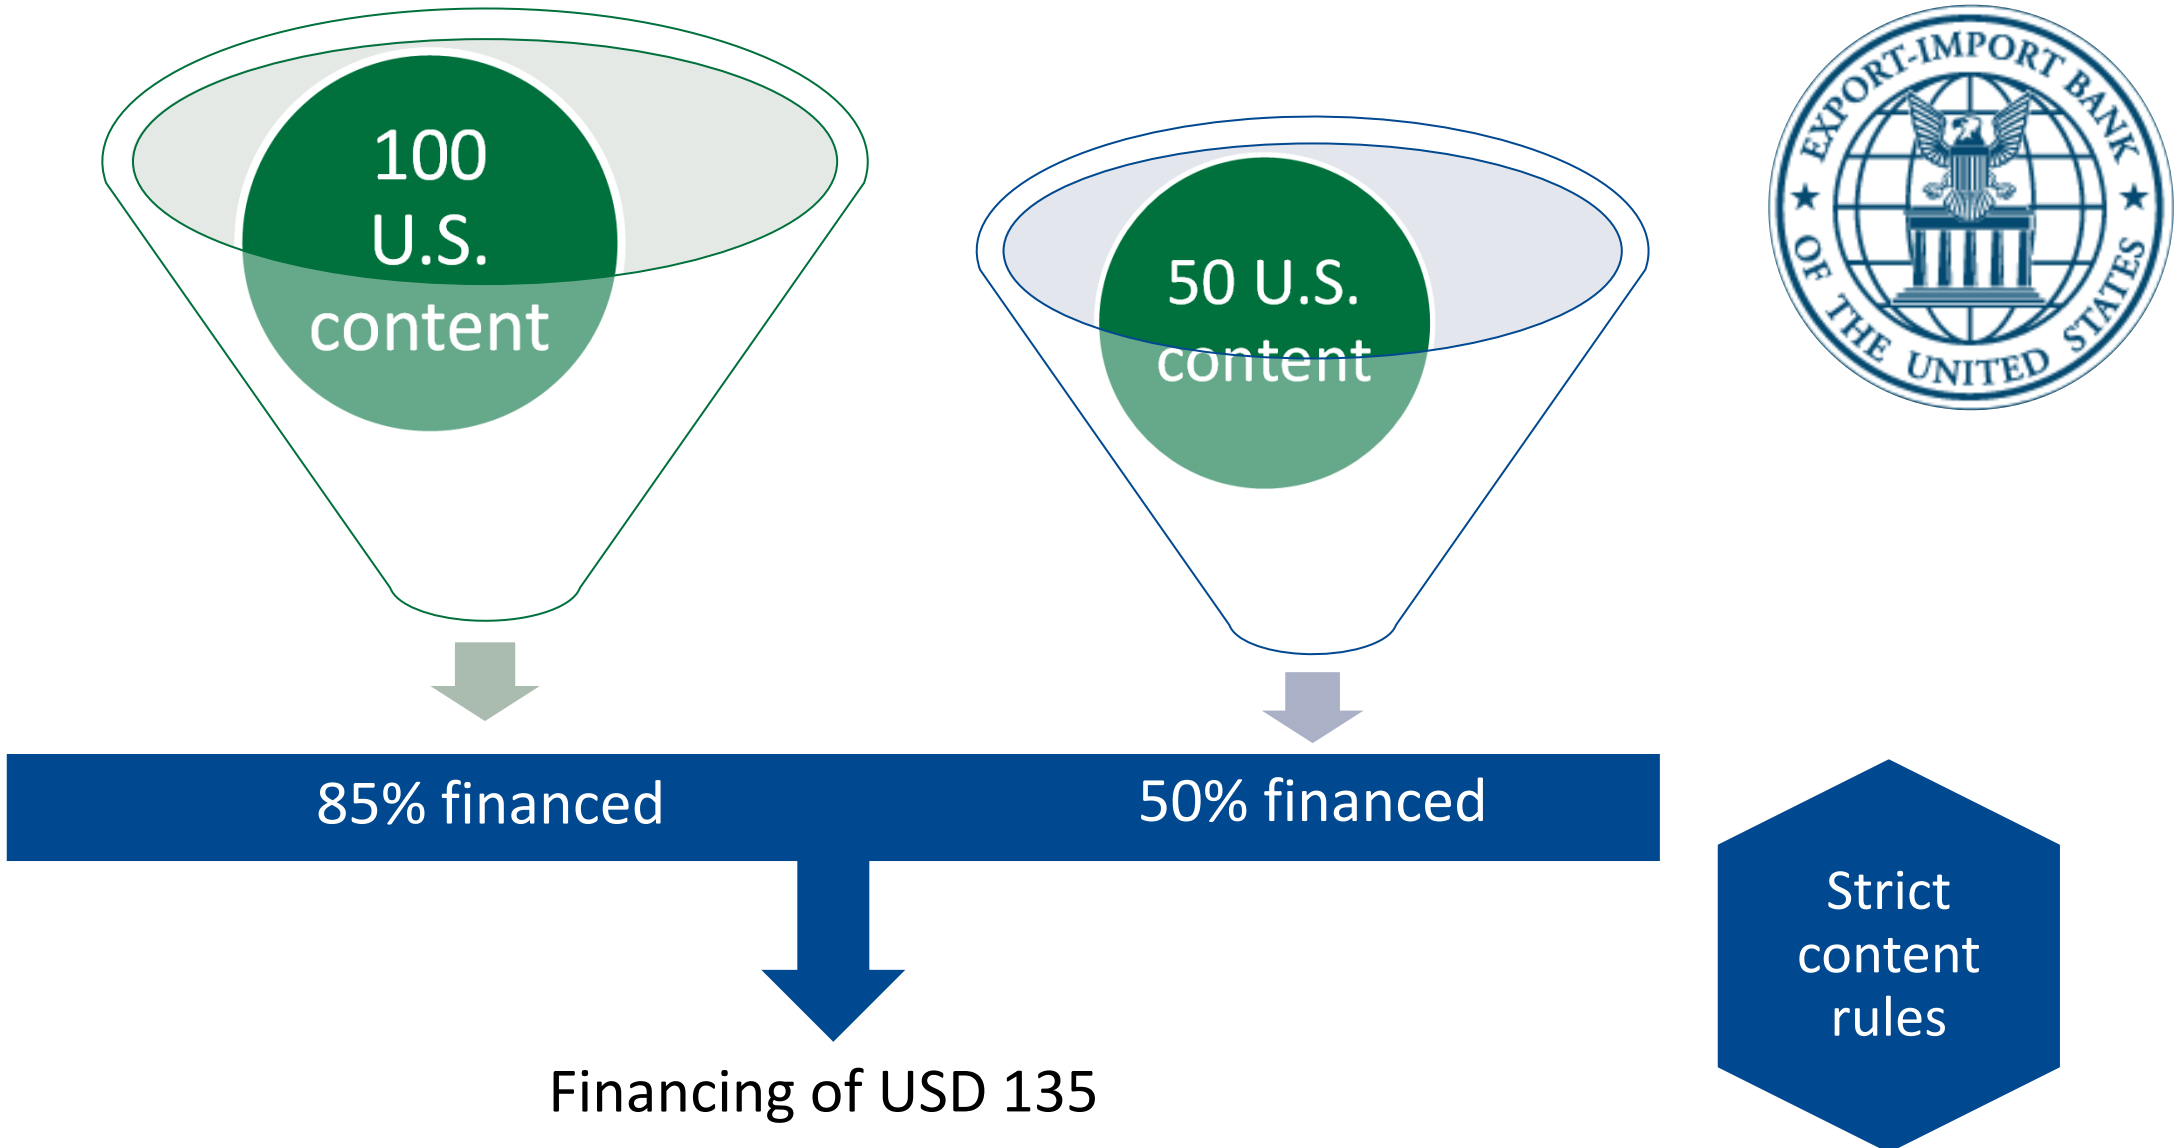 100
U.S.
content
50 U.S.
content
EXPORT-IMPORT BANK
OF THE UNITED STATES
85% financed
50% financed
Strict
content
rules
Financing of USD 135